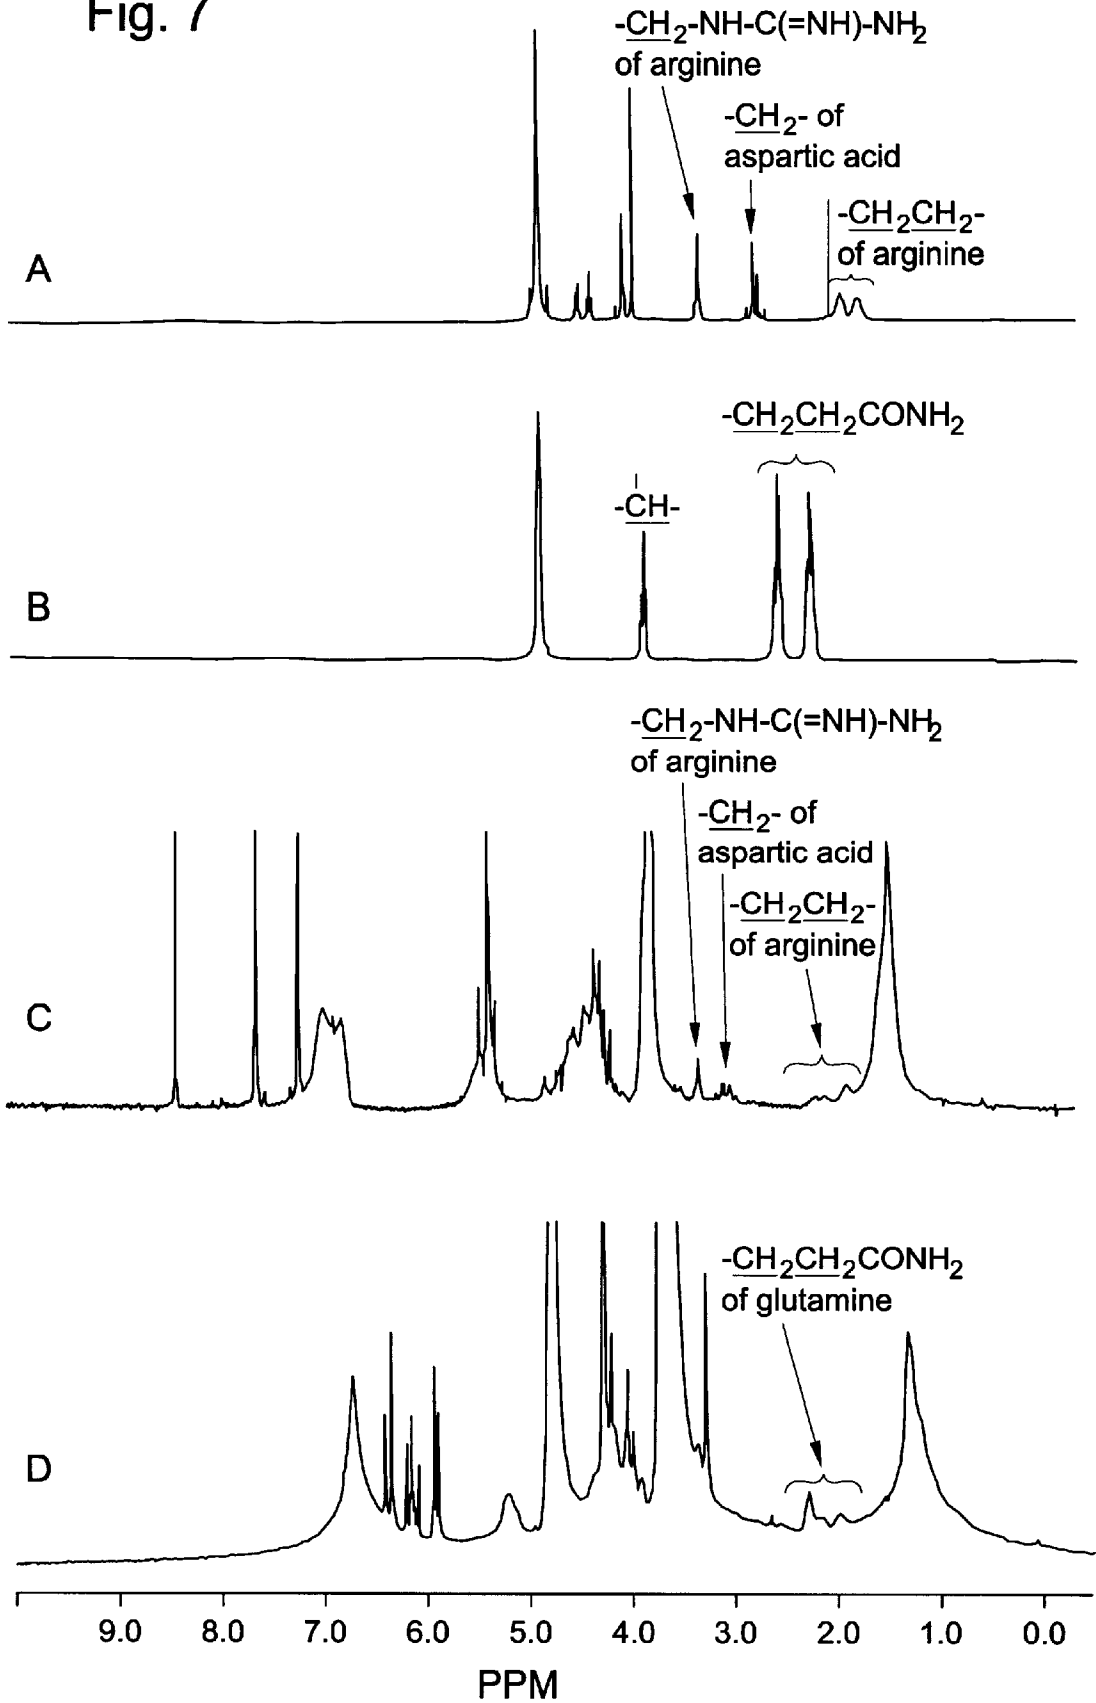 Fig. 7
-CH2-NH-C(=NH)-NH2
of arginine
-CH2- of
aspartic acid
-CH2CH2-
of arginine
A
-CH2CH2CONH2
-CH-
B
-CH2-NH-C(=NH)-NH2
of arginine
-CH2- of
aspartic acid
-CH2CH2-
of arginine
C
-CH2CH2CONH2
of glutamine
D
9.0 8.0 7.0 6.0 5.0 4.0 3.0 2.0 1.0 0.0
PPM